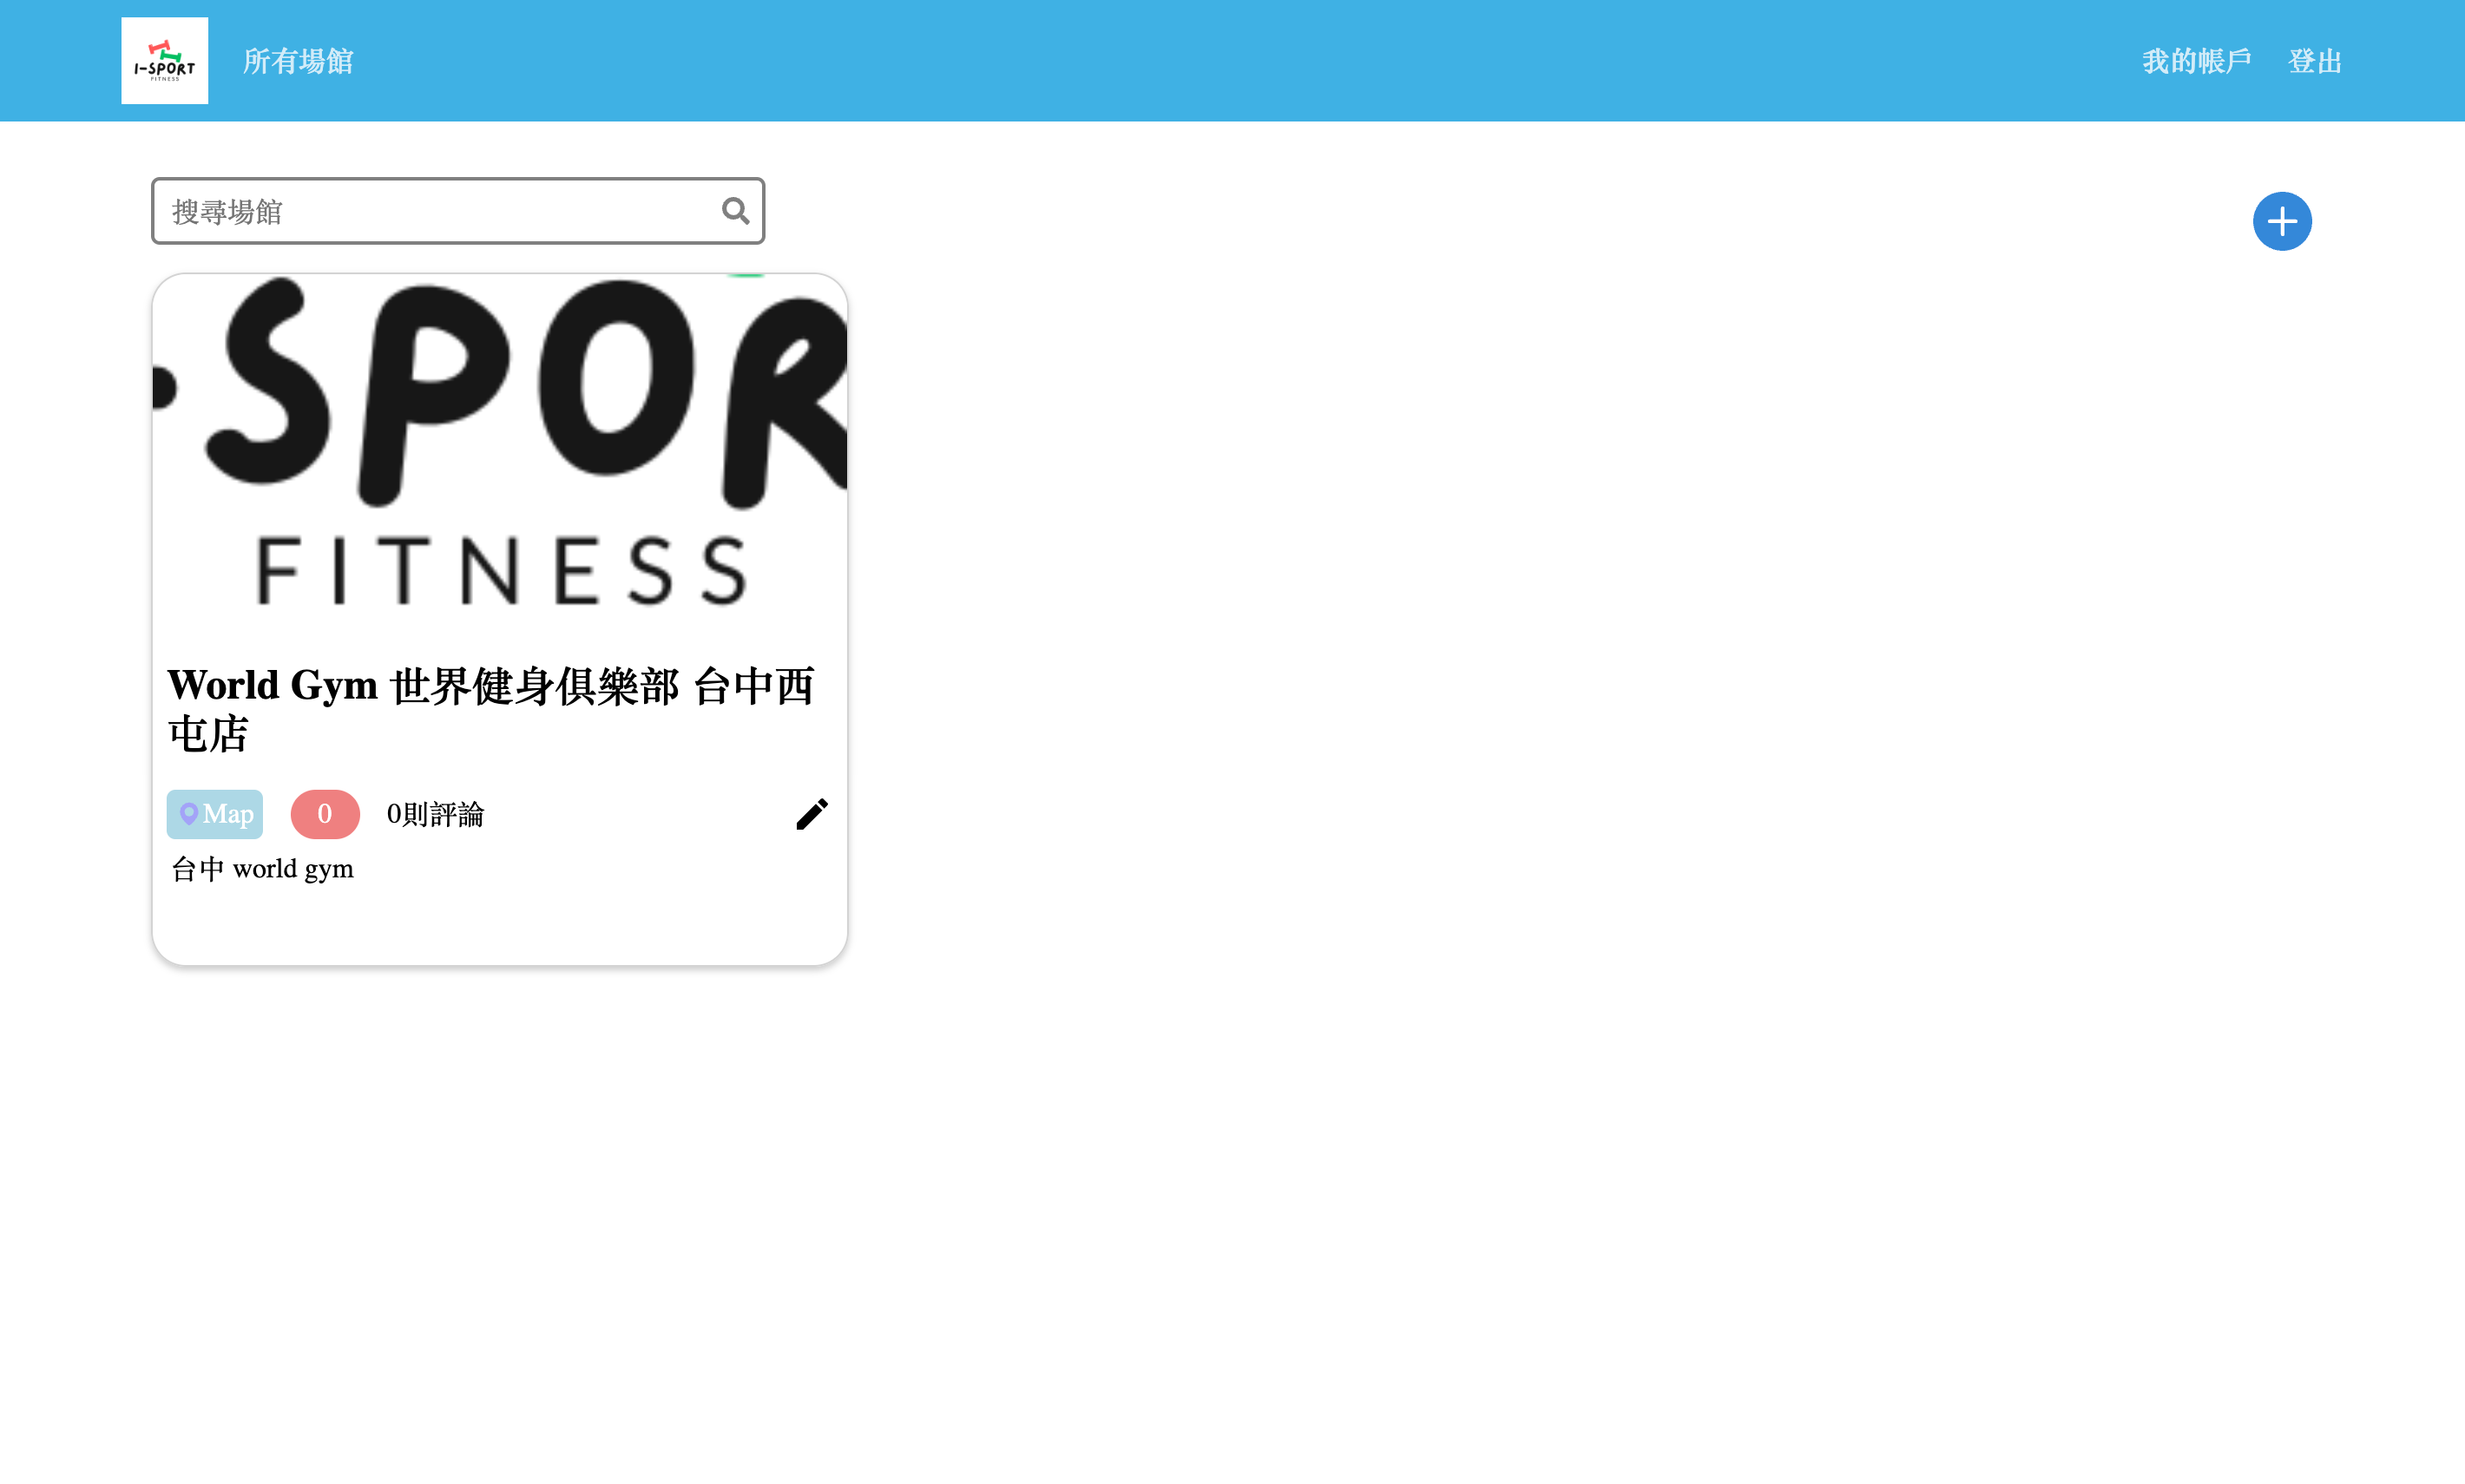 I-SPORT
FITNESS
所有場館
我的帳戶
登出
搜尋場館
-SPOR
FITNESS
World Gym 世界健身俱樂部 台中西
屯店
Map
0
0則評論
台中 world gym